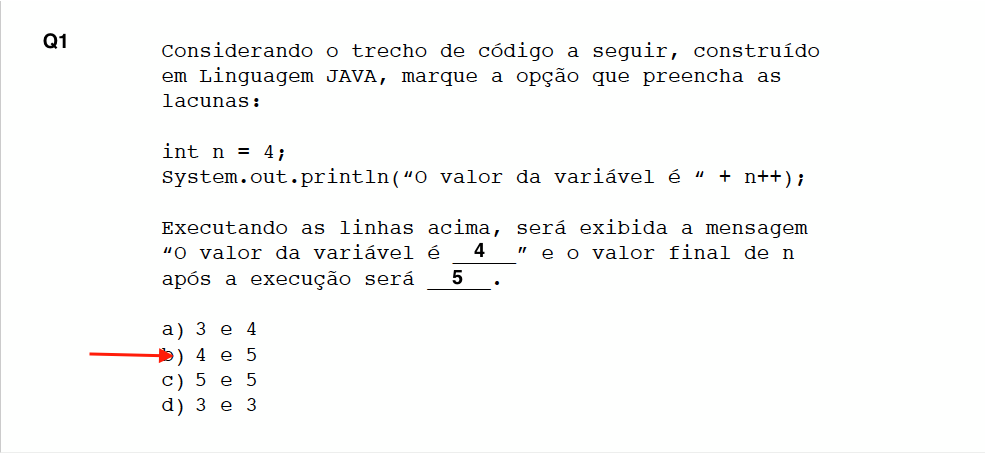 Q1
Considerando o trecho de código a seguir, construído
em Linguagem JAVA, marque a opção que preencha as
lacunas:
int n = 4;
System.out.println(“O valor da variável é “ + n++);
Executando as linhas acima, será exibida a mensagem
“O valor da variável é __4__” e o valor final de n
após a execução será __5__.
a) 3 e 4
b) 4 e 5
c) 5 e 5
d) 3 e 3